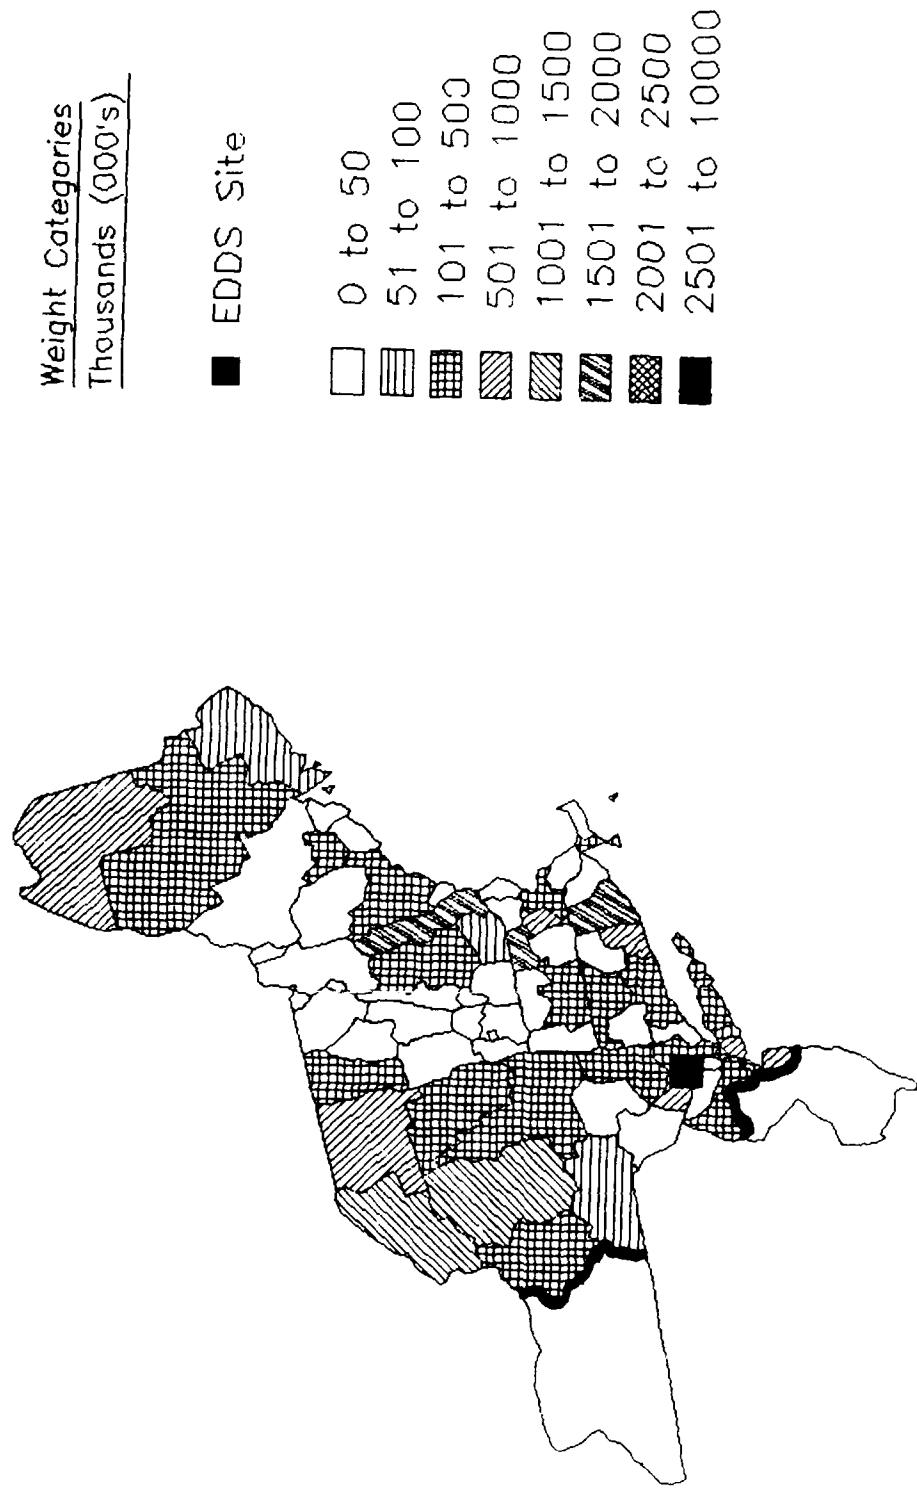 Weight Categories
Thousands (000's)
EDDS Site
0 to 50
51 to 100
101 to 500
501 to 1000
1001 to 1500
1501 to 2000
2001 to 2500
2501 to 10000